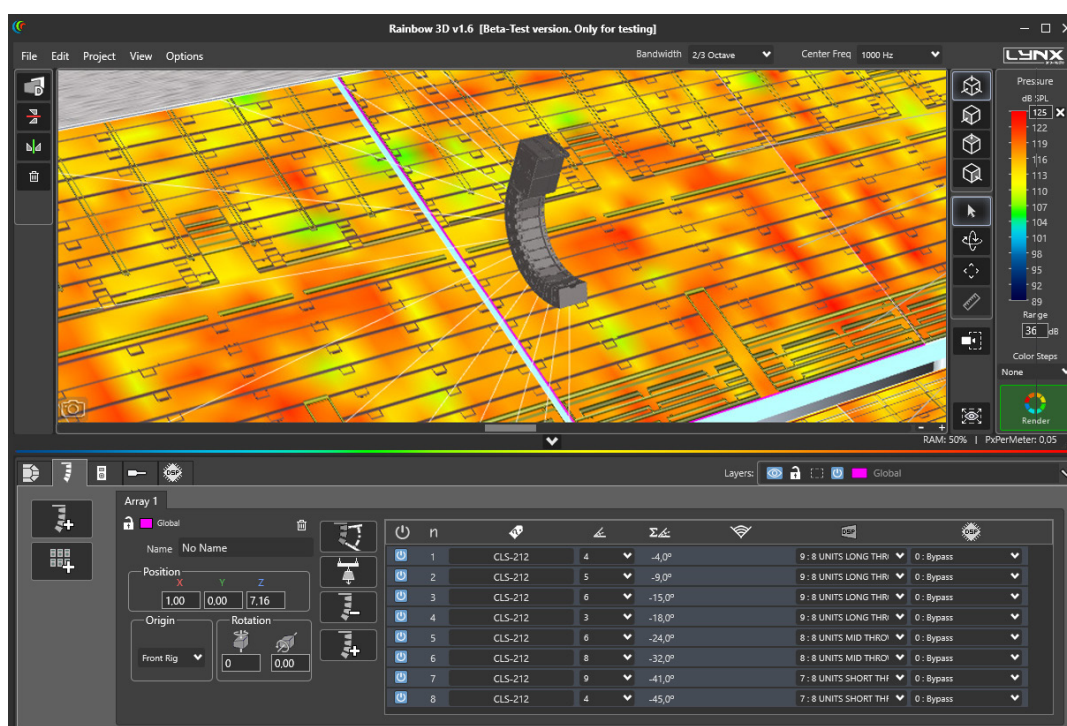 Rainbow 3D v1.6 [Beta-Test version. Only for testing]
File Edit Project View Options
Bandwidth 2/3 Octave Center Freq 1000 Hz
LYNX
D
Pressure
dB SPL
125
122
119
116
113
110
107
104
101
98
95
92
89
Range
36 dB
Color Steps
None
Render
RAM: 50% | PxPerMeter: 0,05
DSP
Layers: Global
Array 1
Global
Name No Name
Position
X Y Z
1,00 0,00 7,16
Origin Rotation
Front Rig 0 0,00
n Σ DSP DSP
1 CLS-212 4 -4,0º 9 : 8 UNITS LONG THR 0 : Bypass
2 CLS-212 5 -9,0º 9 : 8 UNITS LONG THR 0 : Bypass
3 CLS-212 6 -15,0º 9 : 8 UNITS LONG THR 0 : Bypass
4 CLS-212 3 -18,0º 9 : 8 UNITS LONG THR 0 : Bypass
5 CLS-212 6 -24,0º 8 : 8 UNITS MID THRO 0 : Bypass
6 CLS-212 8 -32,0º 8 : 8 UNITS MID THRO 0 : Bypass
7 CLS-212 9 -41,0º 7 : 8 UNITS SHORT TH 0 : Bypass
8 CLS-212 4 -45,0º 7 : 8 UNITS SHORT TH 0 : Bypass